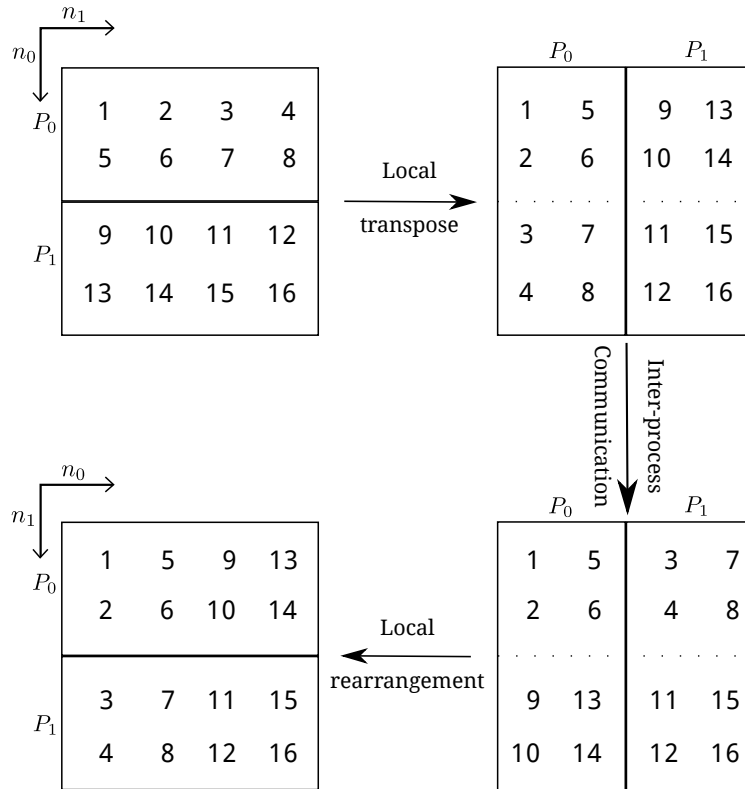 n₁
n₀
P₀
1 2 3 4
5 6 7 8
P₁
9 10 11 12
13 14 15 16
Local
transpose
P₀ P₁
1 5 9 13
2 6 10 14
3 7 11 15
4 8 12 16
Inter-process
Communication
P₀ P₁
1 5 3 7
2 6 4 8
9 13 11 15
10 14 12 16
Local
rearrangement
n₀
n₁
P₀
1 5 9 13
2 6 10 14
P₁
3 7 11 15
4 8 12 16